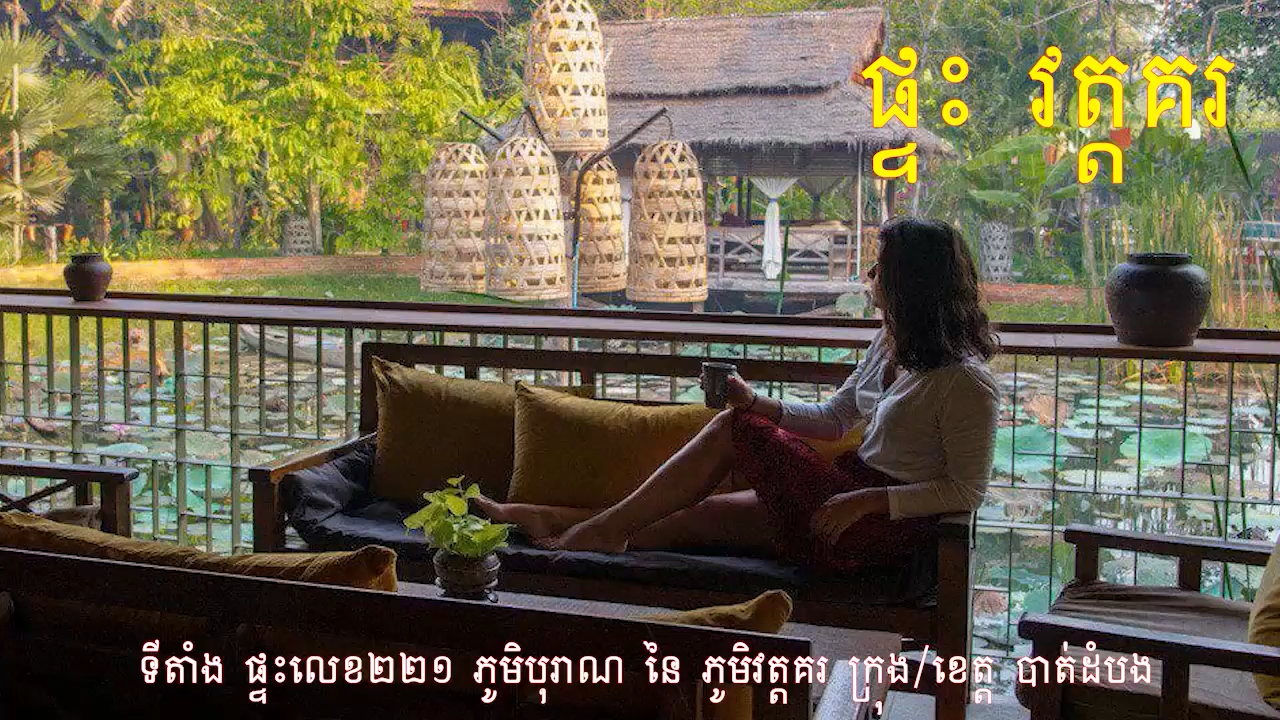 ផ្ទះ វត្តគរ
ទីតាំង ផ្ទះលេខ២២១ ភូមិបុរាណ នៃ ភូមិវត្តគរ ក្រុង/ខេត្ត បាត់ដំបង